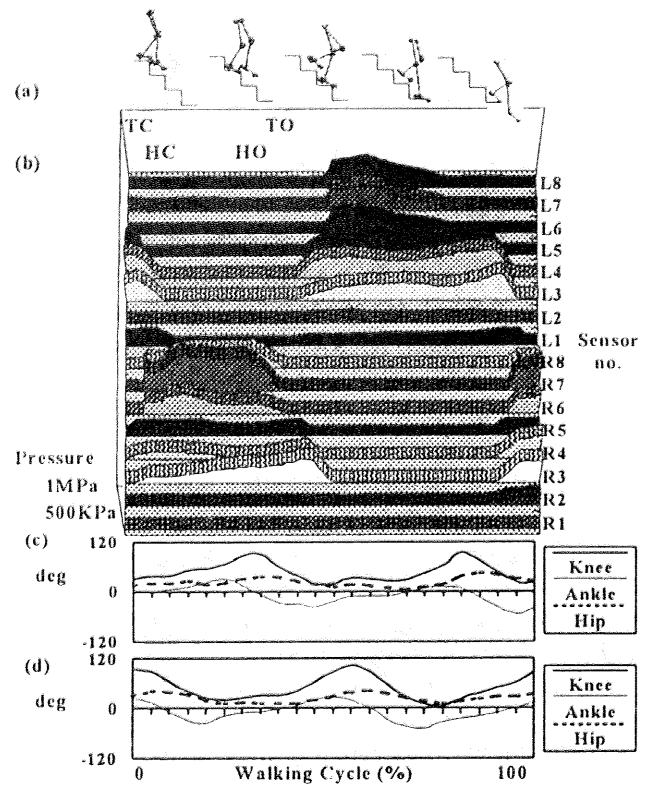 (a)
TC TO
HC HO
(b)
L8
L7
L6
L5
L4
L3
L2
L1
R8
R7
R6
R5
R4
R3
R2
R1
Sensor
no.
Pressure
1MPa
500KPa
(c)
120
deg
0
-120
Knee
Ankle
Hip
(d)
120
deg
0
-120
Knee
Ankle
Hip
0 Walking Cycle (%) 100